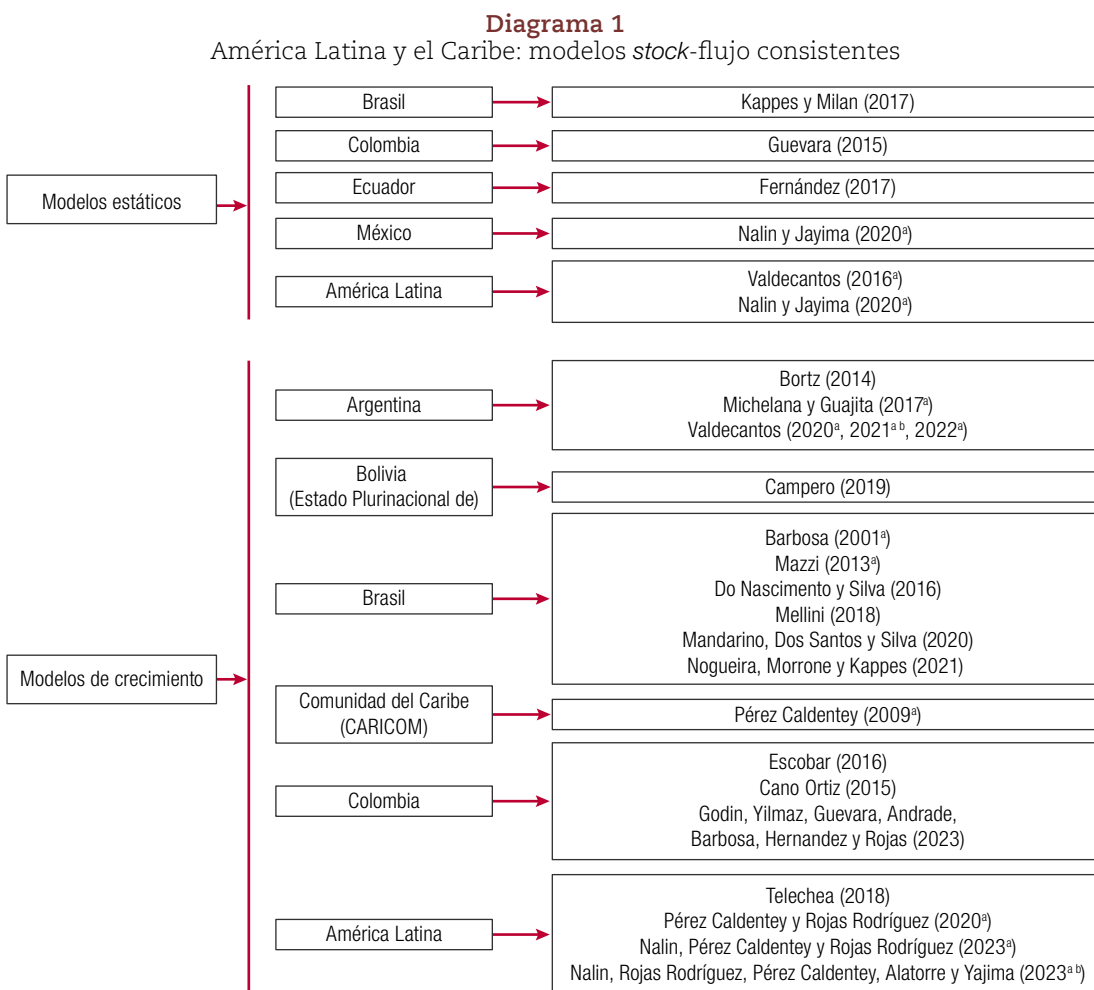 Diagrama 1
América Latina y el Caribe: modelos stock-flujo consistentes
Modelos estáticos
Brasil
Kappes y Milan (2017)
Colombia
Guevara (2015)
Ecuador
Fernández (2017)
México
Nalin y Jayima (2020ᵃ)
América Latina
Valdecantos (2016ᵃ)
Nalin y Jayima (2020ᵃ)
Modelos de crecimiento
Argentina
Bortz (2014)
Michelana y Guajita (2017ᵃ)
Valdecantos (2020ᵃ, 2021ᵃ ᵇ, 2022ᵃ)
Bolivia
(Estado Plurinacional de)
Campero (2019)
Brasil
Barbosa (2001ᵃ)
Mazzi (2013ᵃ)
Do Nascimento y Silva (2016)
Mellini (2018)
Mandarino, Dos Santos y Silva (2020)
Nogueira, Morrone y Kappes (2021)
Comunidad del Caribe
(CARICOM)
Pérez Caldentey (2009ᵃ)
Colombia
Escobar (2016)
Cano Ortiz (2015)
Godin, Yilmaz, Guevara, Andrade,
Barbosa, Hernandez y Rojas (2023)
América Latina
Telechea (2018)
Pérez Caldentey y Rojas Rodríguez (2020ᵃ)
Nalin, Pérez Caldentey y Rojas Rodríguez (2023ᵃ)
Nalin, Rojas Rodríguez, Pérez Caldentey, Alatorre y Yajima (2023ᵃ ᵇ)